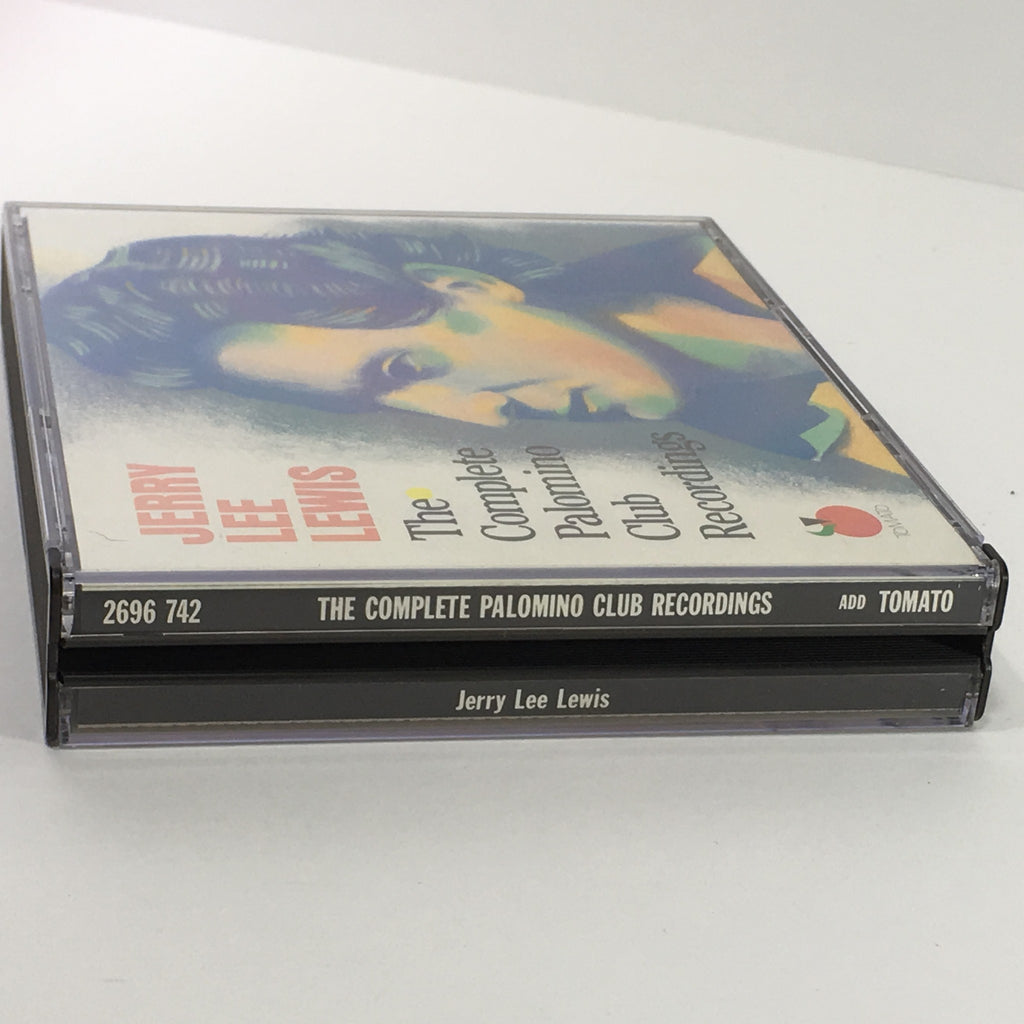 JERRY
LEE
LEWIS
The
Complete
Palomino
Club
Recordings
TOMATO
2696 742 THE COMPLETE PALOMINO CLUB RECORDINGS ADD TOMATO
Jerry Lee Lewis